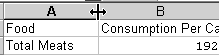 A B
Food Consumption Per Ca
Total Meats 192